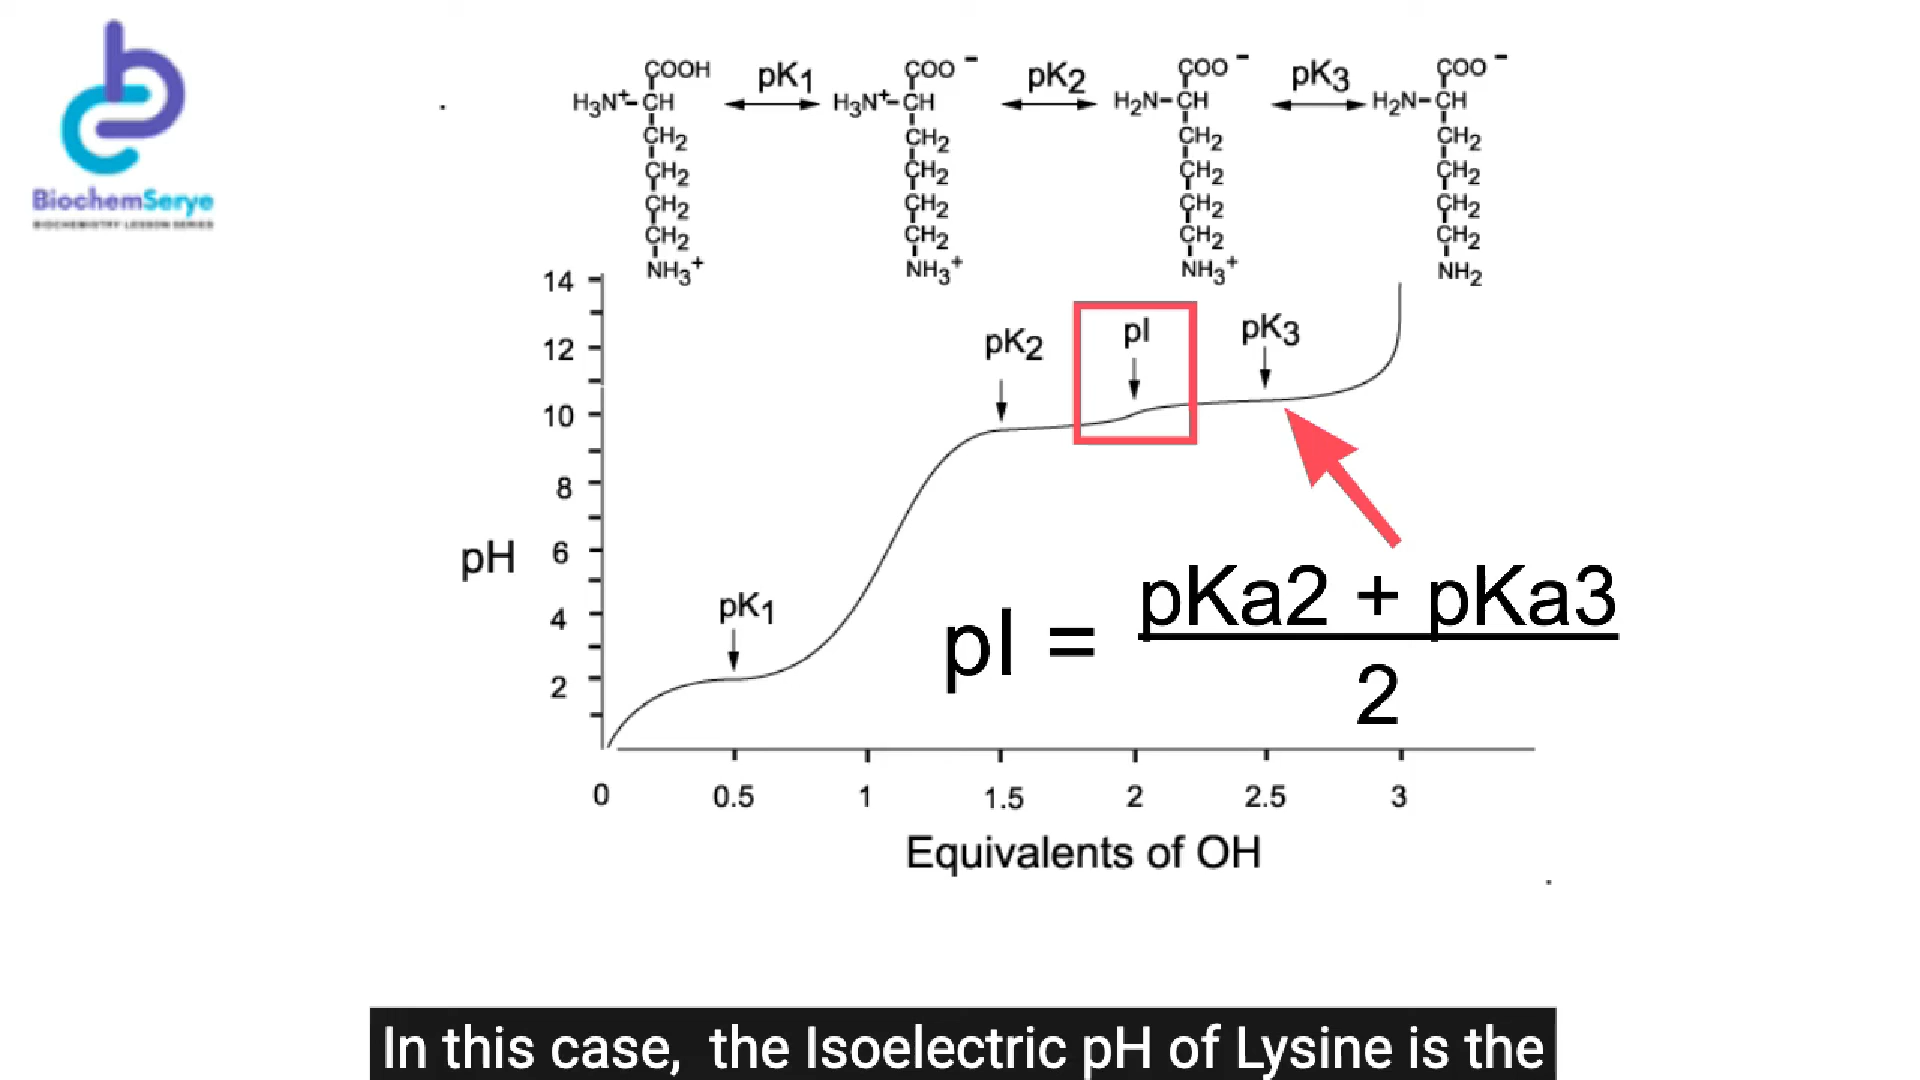 BiochemSerye
BIOCHEMISTRY LESSON SERIES
COOH
H3N+-CH
CH2
CH2
CH2
CH2
NH3+
pK1
COO-
H3N+-CH
CH2
CH2
CH2
CH2
NH3+
pK2
COO-
H2N-CH
CH2
CH2
CH2
CH2
NH3+
pK3
COO-
H2N-CH
CH2
CH2
CH2
CH2
NH2
14
12
10
8
6
4
2
pH
pK1
pK2
pI
pK3
pI = pKa2 + pKa3
2
0 0.5 1 1.5 2 2.5 3
Equivalents of OH
In this case, the Isoelectric pH of Lysine is the